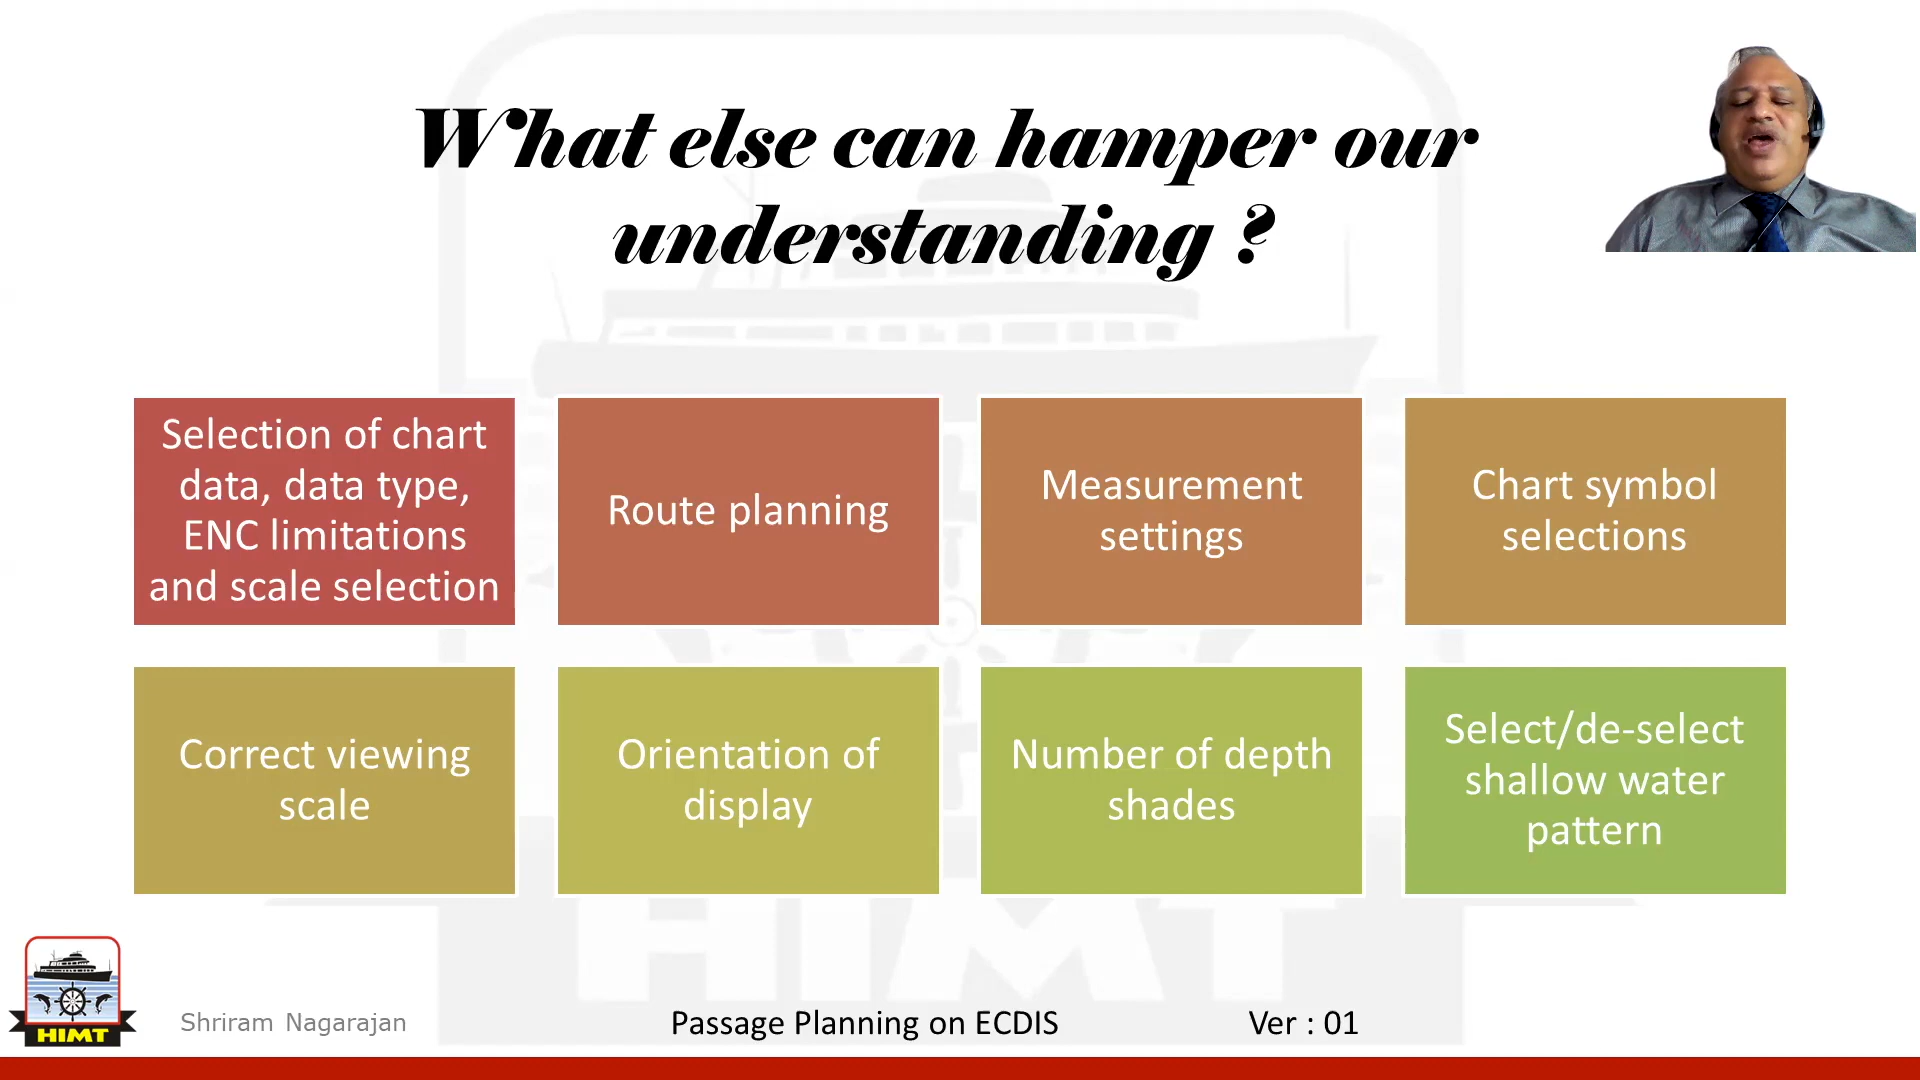 What else can hamper our
understanding ?
Selection of chart
data, data type,
ENC limitations
and scale selection
Route planning
Measurement
settings
Chart symbol
selections
Correct viewing
scale
Orientation of
display
Number of depth
shades
Select/de-select
shallow water
pattern
HIMT
HIMT
Shriram Nagarajan
Passage Planning on ECDIS
Ver : 01